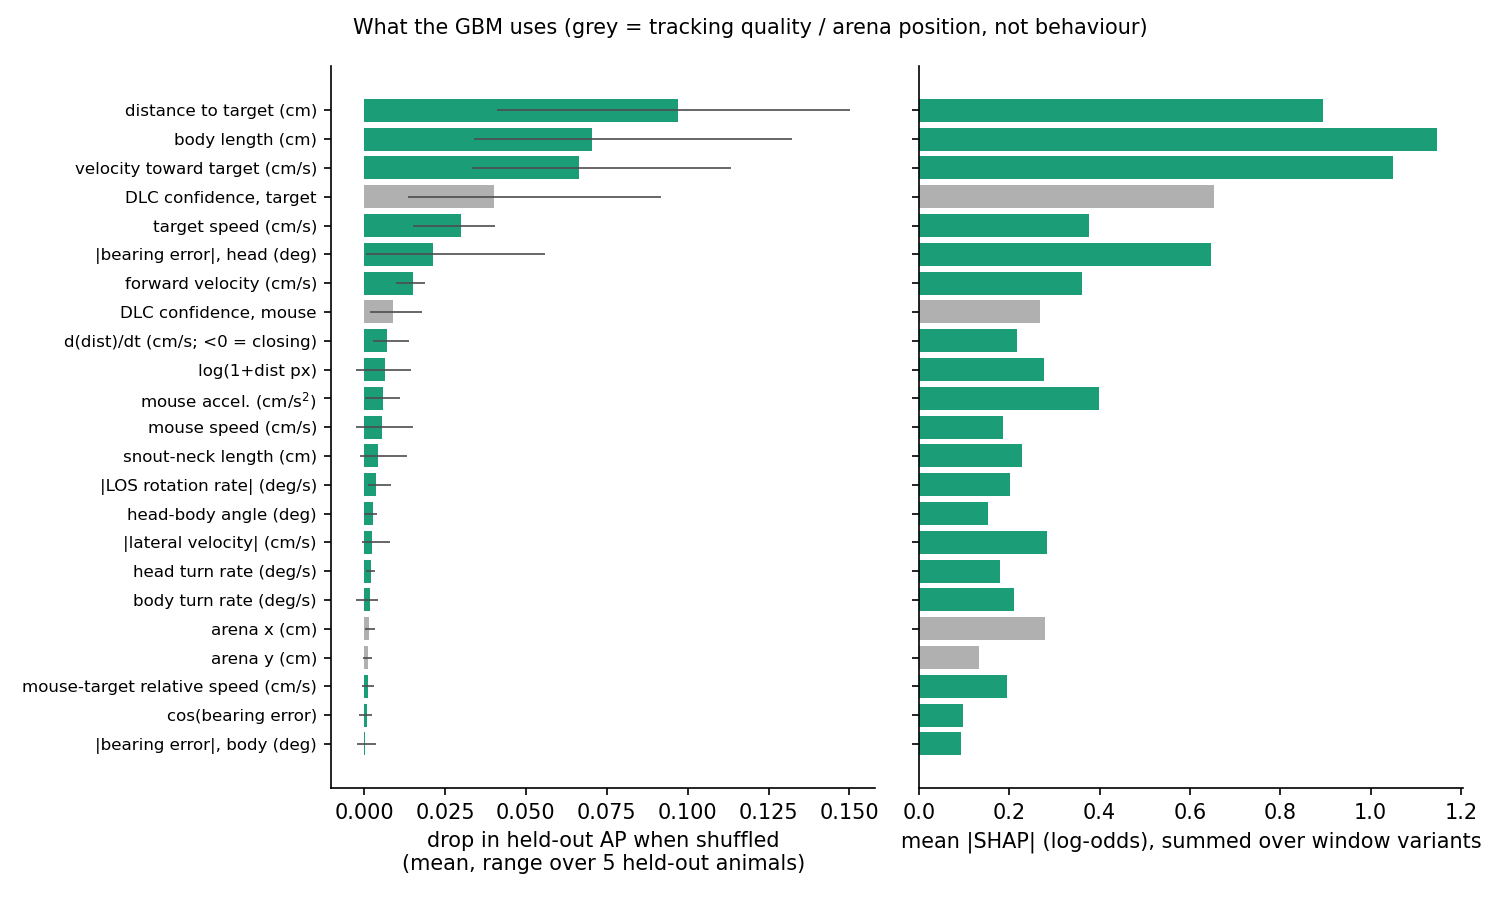 What the GBM uses (grey = tracking quality / arena position, not behaviour)
distance to target (cm)
body length (cm)
velocity toward target (cm/s)
DLC confidence, target
target speed (cm/s)
|bearing error|, head (deg)
forward velocity (cm/s)
DLC confidence, mouse
d(dist)/dt (cm/s; <0 = closing)
log(1+dist px)
mouse accel. (cm/s²)
mouse speed (cm/s)
snout-neck length (cm)
|LOS rotation rate| (deg/s)
head-body angle (deg)
|lateral velocity| (cm/s)
head turn rate (deg/s)
body turn rate (deg/s)
arena x (cm)
arena y (cm)
mouse-target relative speed (cm/s)
cos(bearing error)
|bearing error|, body (deg)
0.000 0.025 0.050 0.075 0.100 0.125 0.150
drop in held-out AP when shuffled
(mean, range over 5 held-out animals)
0.0 0.2 0.4 0.6 0.8 1.0 1.2
mean |SHAP| (log-odds), summed over window variants